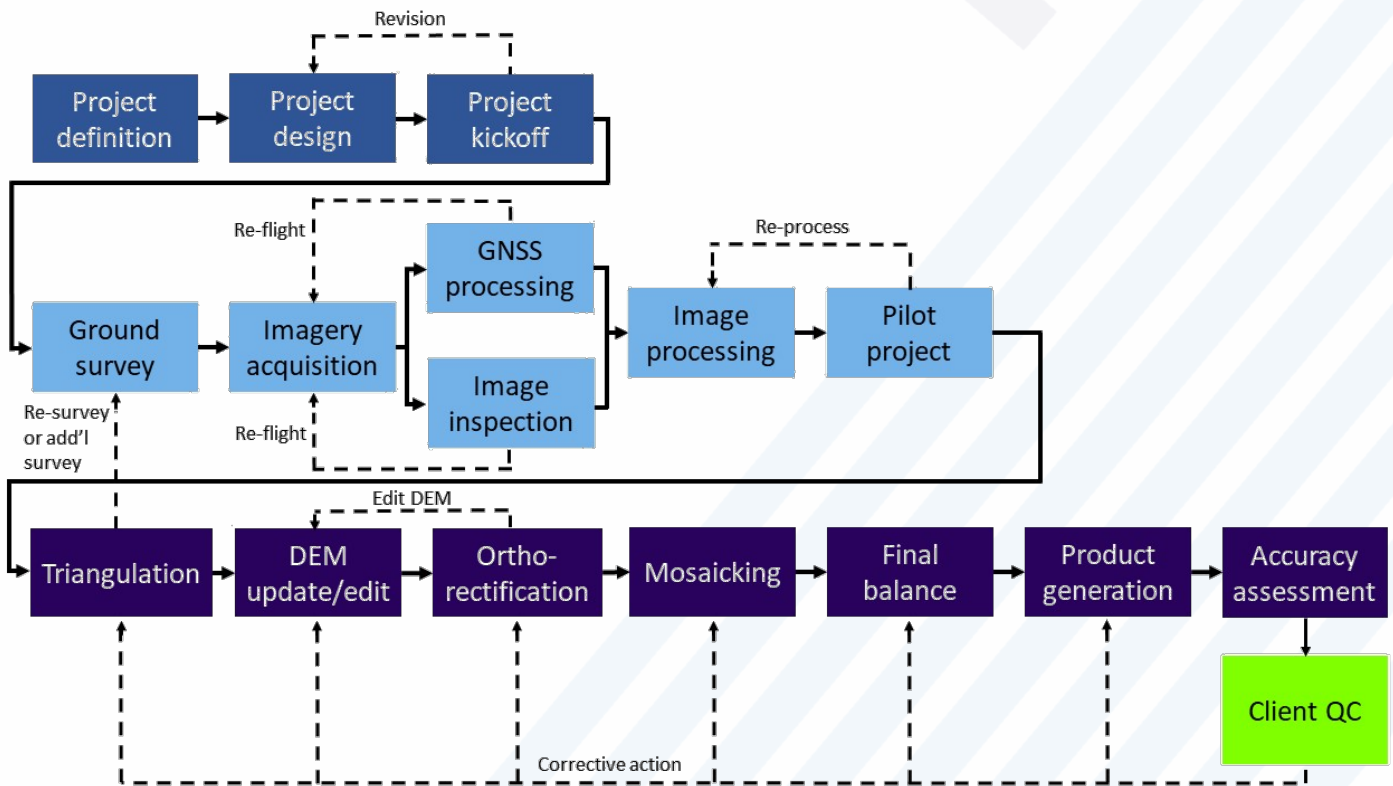 Revision
Project
definition
Project
design
Project
kickoff
Re-flight
GNSS
processing
Re-process
Ground
survey
Imagery
acquisition
Image
inspection
Image
processing
Pilot
project
Re-survey
or add'l
survey
Re-flight
Edit DEM
Triangulation
DEM
update/edit
Ortho-
rectification
Mosaicking
Final
balance
Product
generation
Accuracy
assessment
Client QC
Corrective action